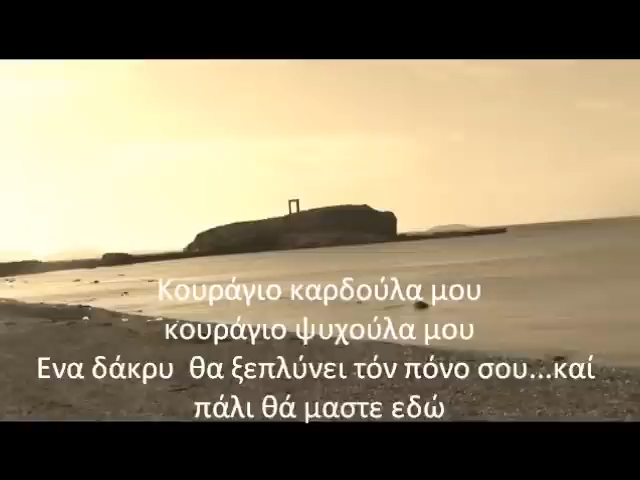 Κουράγιο καρδούλα μου
κουράγιο ψυχούλα μου
Ενα δάκρυ θα ξεπλύνει τόν πόνο σου...καί
πάλι θά μαστε εδώ